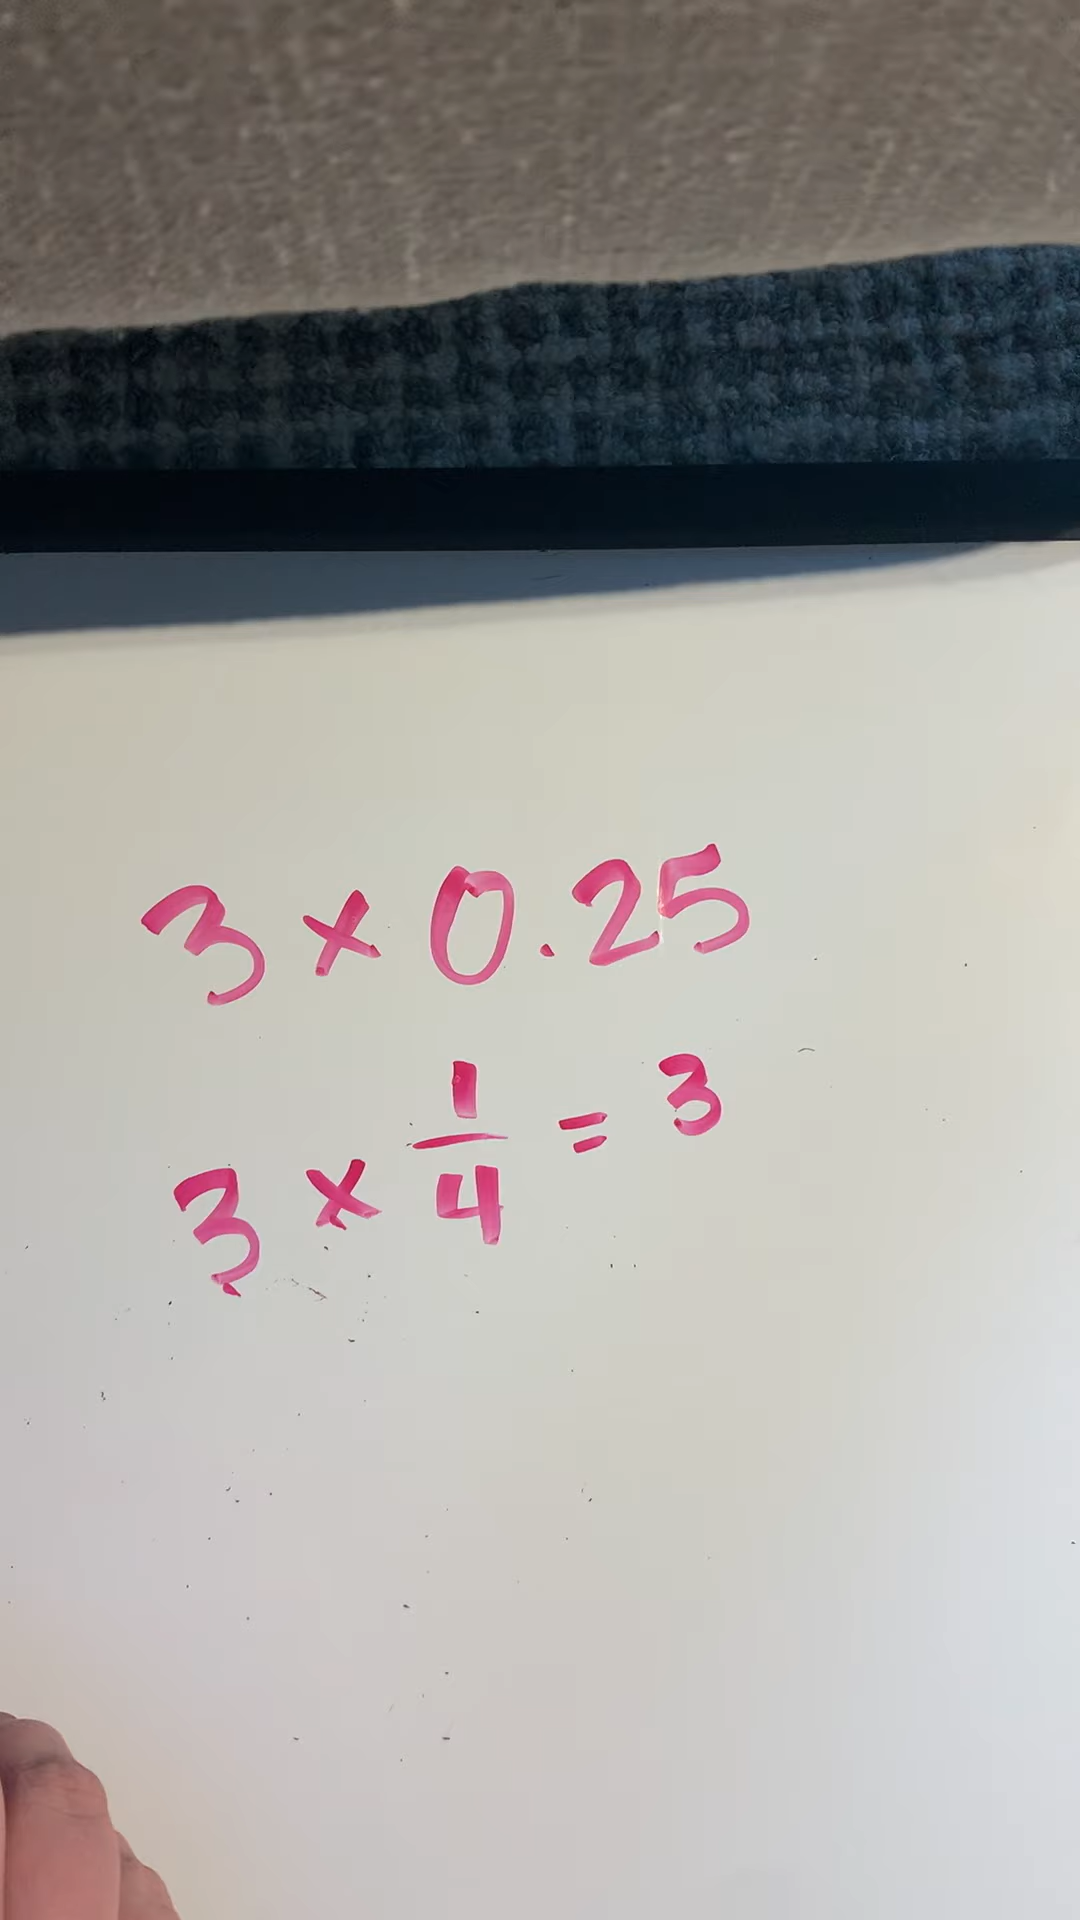 3 × 0.25
3 × 1/4 = 3